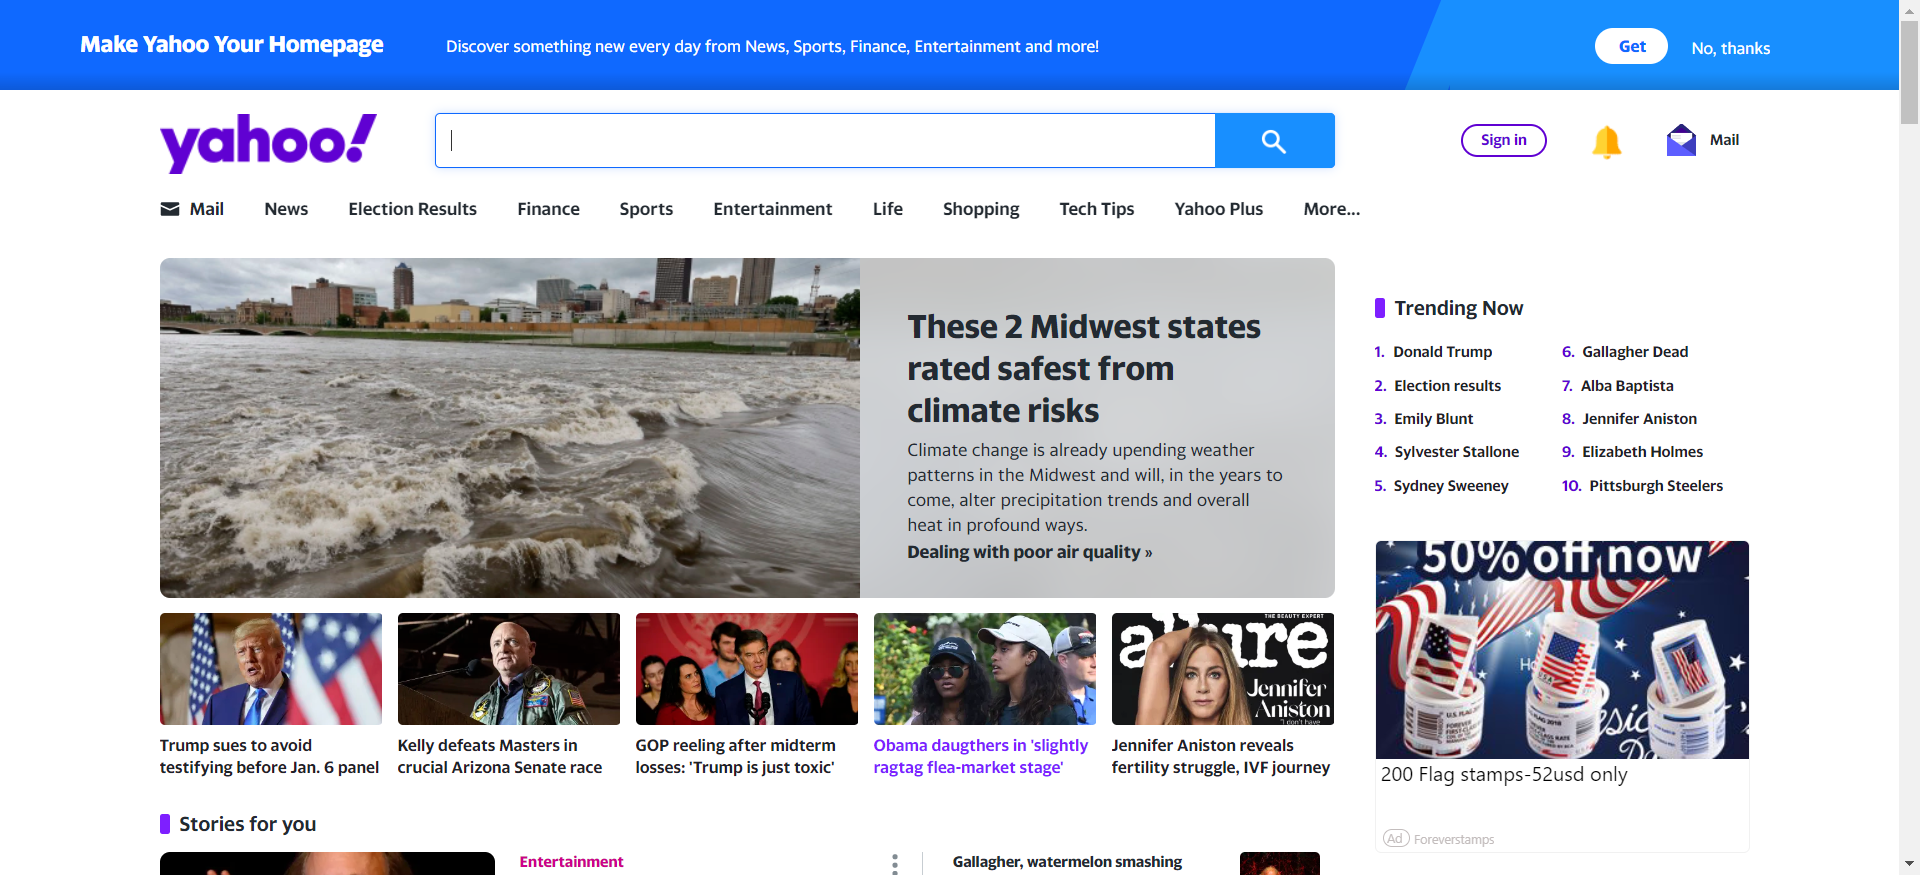 Make Yahoo Your Homepage
Discover something new every day from News, Sports, Finance, Entertainment and more!
Get
No, thanks
yahoo!
Sign in
Mail
Mail
News
Election Results
Finance
Sports
Entertainment
Life
Shopping
Tech Tips
Yahoo Plus
More...
These 2 Midwest states
rated safest from
climate risks
Climate change is already upending weather
patterns in the Midwest and will, in the years to
come, alter precipitation trends and overall
heat in profound ways.
Dealing with poor air quality »
THE BEAUTY EXPERT
allure
Jennifer
Aniston
"I don't have
Trump sues to avoid
testifying before Jan. 6 panel
Kelly defeats Masters in
crucial Arizona Senate race
GOP reeling after midterm
losses: 'Trump is just toxic'
Obama daugthers in 'slightly
ragtag flea-market stage'
Jennifer Aniston reveals
fertility struggle, IVF journey
Stories for you
Entertainment
Gallagher, watermelon smashing
Trending Now
1. Donald Trump
2. Election results
3. Emily Blunt
4. Sylvester Stallone
5. Sydney Sweeney
6. Gallagher Dead
7. Alba Baptista
8. Jennifer Aniston
9. Elizabeth Holmes
10. Pittsburgh Steelers
50% off now
U.S. FLAG 2018
FOREVER
200 Flag stamps-52usd only
Ad Foreverstamps